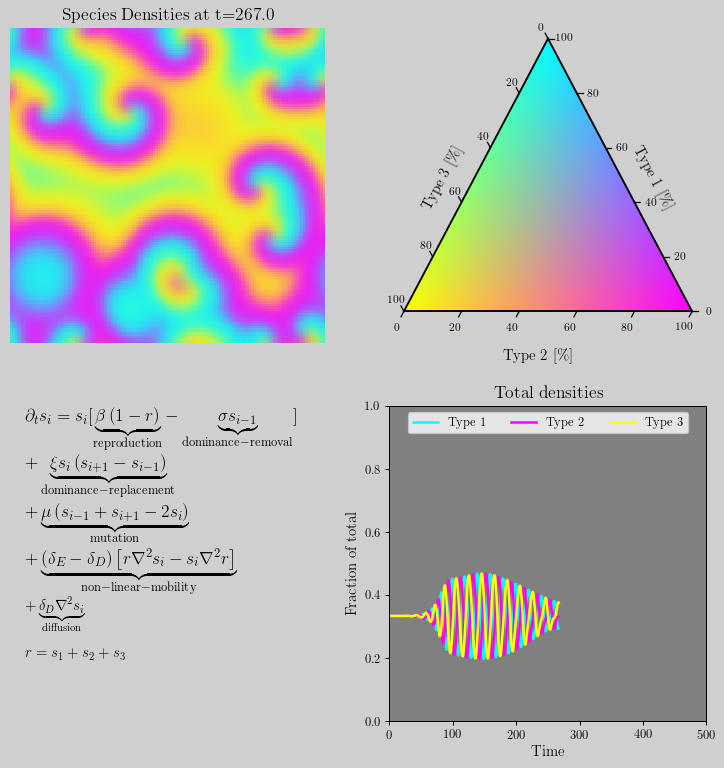 Species Densities at t=267.0
0
100
20
80
40
60
60
40
80
20
100
0
0
20
40
60
80
100
Type 3 [%]
Type 1 [%]
Type 2 [%]
∂ₜsᵢ = sᵢ[ β (1 − r) − σsᵢ₋₁ ]
reproduction dominance−removal
+ ξsᵢ (sᵢ₊₁ − sᵢ₋₁)
dominance−replacement
+ μ (sᵢ₋₁ + sᵢ₊₁ − 2sᵢ)
mutation
+ (δ_E − δ_D) [r∇²sᵢ − sᵢ∇²r]
non−linear−mobility
+ δ_D∇²sᵢ
diffusion
r = s₁ + s₂ + s₃
Total densities
Type 1 Type 2 Type 3
1.0
0.8
0.6
0.4
0.2
0.0
Fraction of total
0 100 200 300 400 500
Time